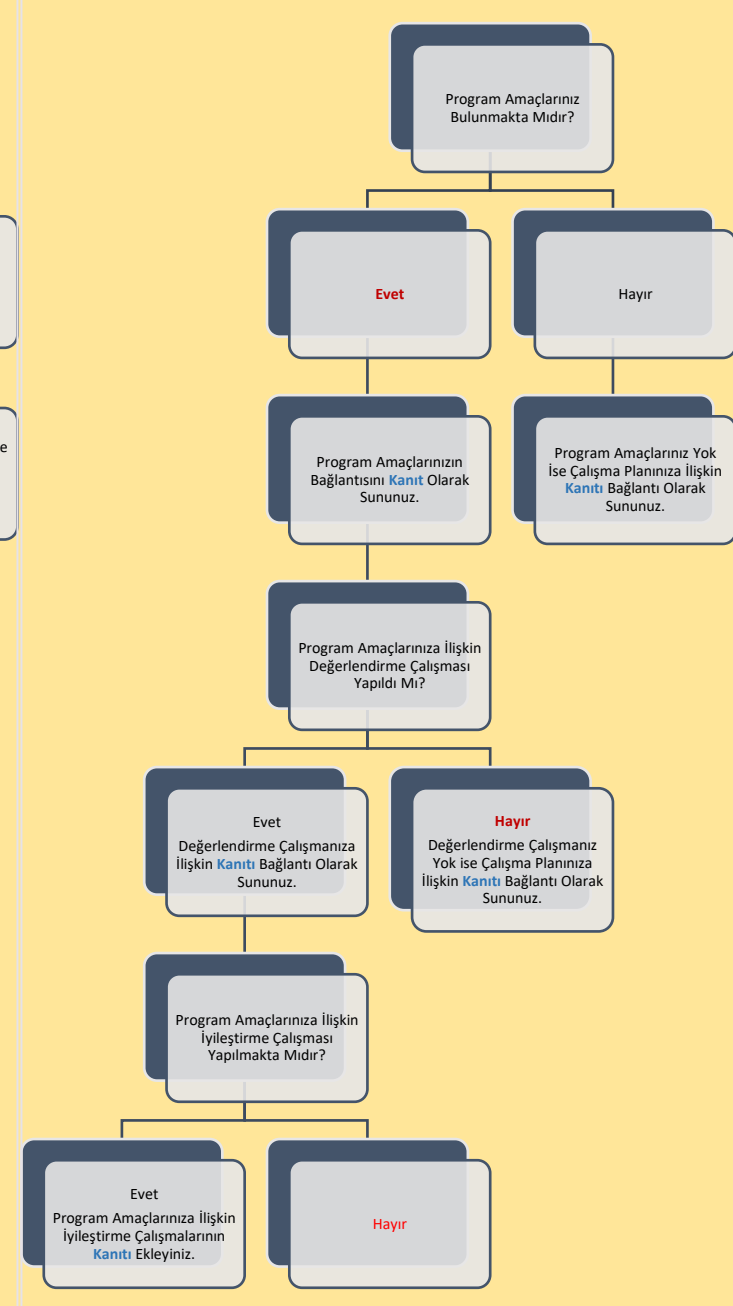 Program Amaçlarınız
Bulunmakta Mıdır?
Evet
Hayır
e
Program Amaçlarınızın
Bağlantısını Kanıt Olarak
Sununuz.
Program Amaçlarınız Yok
İse Çalışma Planınıza İlişkin
Kanıtı Bağlantı Olarak
Sununuz.
Program Amaçlarınıza İlişkin
Değerlendirme Çalışması
Yapıldı Mı?
Evet
Değerlendirme Çalışmanıza
İlişkin Kanıtı Bağlantı Olarak
Sununuz.
Hayır
Değerlendirme Çalışmanız
Yok ise Çalışma Planınıza
İlişkin Kanıtı Bağlantı Olarak
Sununuz.
Program Amaçlarınıza İlişkin
İyileştirme Çalışması
Yapılmakta Mıdır?
Evet
Program Amaçlarınıza İlişkin
İyileştirme Çalışmalarının
Kanıtı Ekleyiniz.
Hayır